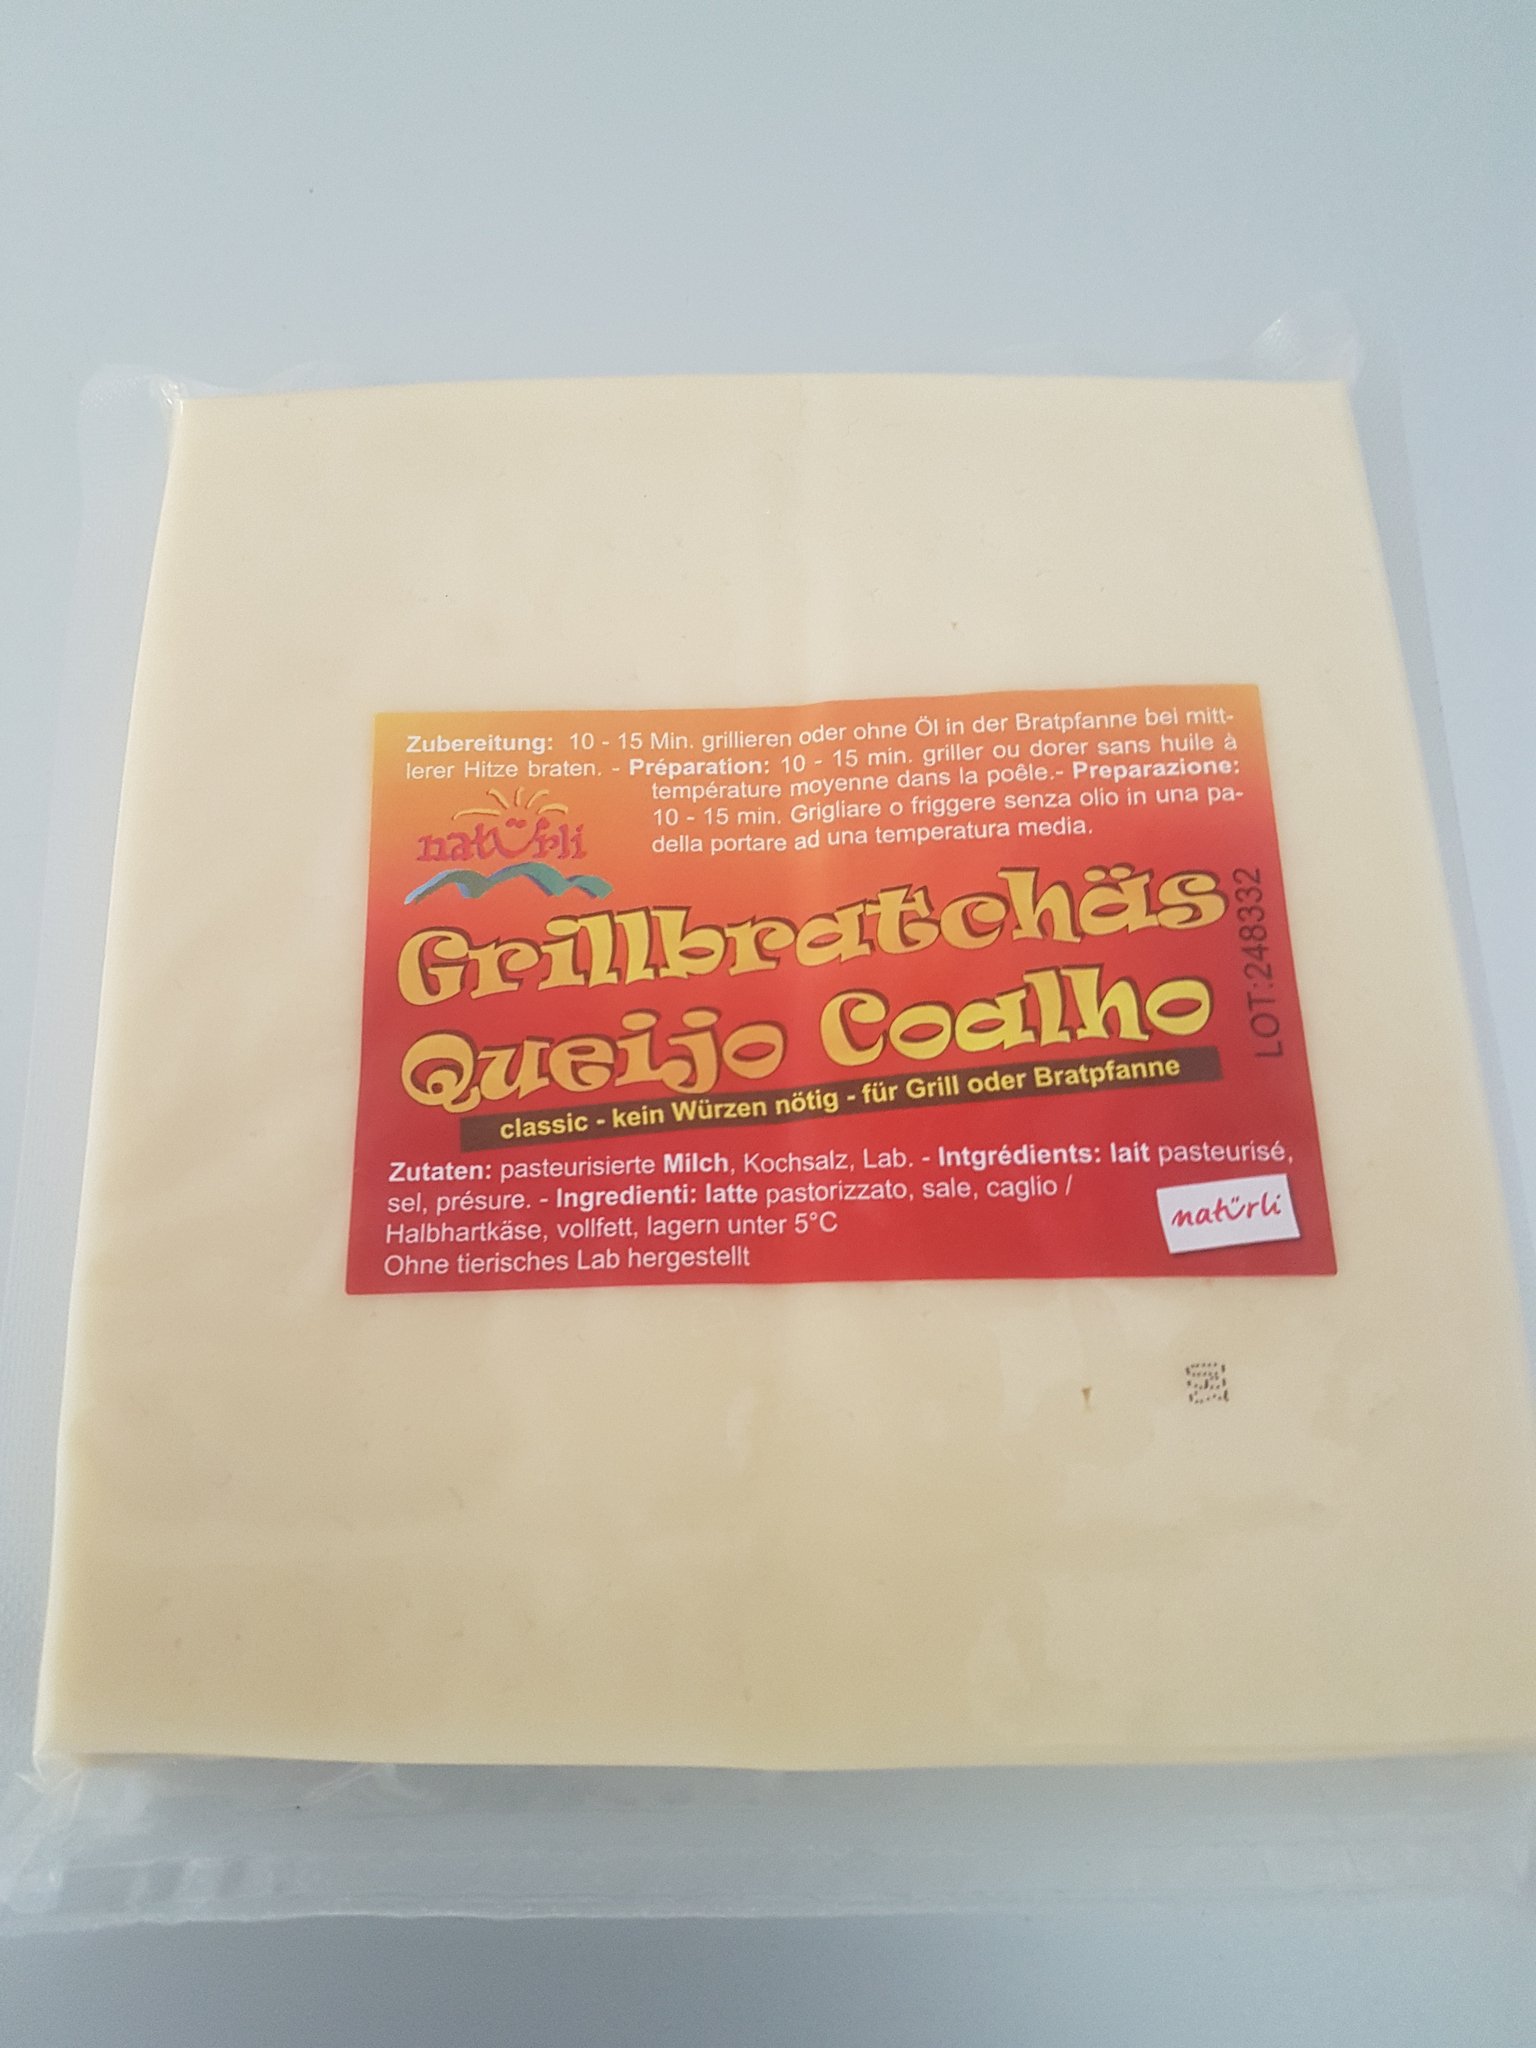 Zubereitung: 10 - 15 Min. grillieren oder ohne Öl in der Bratpfanne bei mitt-
lerer Hitze braten. - Préparation: 10 - 15 min. griller ou dorer sans huile à
température moyenne dans la poêle.- Preparazione:
10 - 15 min. Grigliare o friggere senza olio in una pa-
della portare ad una temperatura media.
natürli
Grillbratchäs
Queijo Coalho
LOT:248332
classic - kein Würzen nötig - für Grill oder Bratpfanne
Zutaten: pasteurisierte Milch, Kochsalz, Lab. - Intgrédients: lait pasteurisé,
sel, présure. - Ingredienti: latte pastorizzato, sale, caglio /
Halbhartkäse, vollfett, lagern unter 5°C
Ohne tierisches Lab hergestellt
natürli